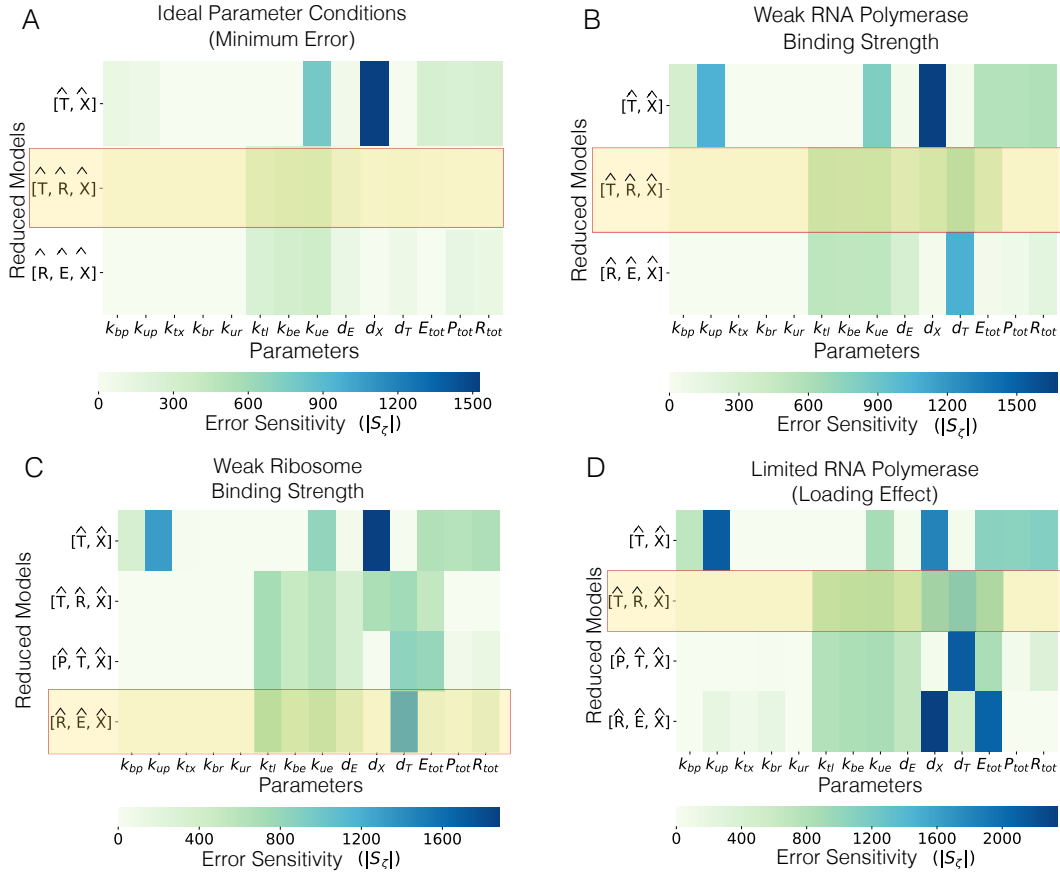 A
Ideal Parameter Conditions
(Minimum Error)
Reduced Models
[T̂, X̂]
[T̂, R̂, X̂]
[R̂, Ê, X̂]
k_bp k_up k_tx k_br k_ur k_tl k_be k_ue d_E d_X d_T E_tot P_tot R_tot
Parameters
0 300 600 900 1200 1500
Error Sensitivity (|S_ζ|)
B
Weak RNA Polymerase
Binding Strength
Reduced Models
[T̂, X̂]
[T̂, R̂, X̂]
[R̂, Ê, X̂]
k_bp k_up k_tx k_br k_ur k_tl k_be k_ue d_E d_X d_T E_tot P_tot R_tot
Parameters
0 300 600 900 1200 1500
Error Sensitivity (|S_ζ|)
C
Weak Ribosome
Binding Strength
Reduced Models
[T̂, X̂]
[T̂, R̂, X̂]
[P̂, T̂, X̂]
[R̂, Ê, X̂]
k_bp k_up k_tx k_br k_ur k_tl k_be k_ue d_E d_X d_T E_tot P_tot R_tot
Parameters
0 400 800 1200 1600
Error Sensitivity (|S_ζ|)
D
Limited RNA Polymerase
(Loading Effect)
Reduced Models
[T̂, X̂]
[T̂, R̂, X̂]
[P̂, T̂, X̂]
[R̂, Ê, X̂]
k_bp k_up k_tx k_br k_ur k_tl k_be k_ue d_E d_X d_T E_tot P_tot R_tot
Parameters
0 400 800 1200 1600 2000
Error Sensitivity (|S_ζ|)